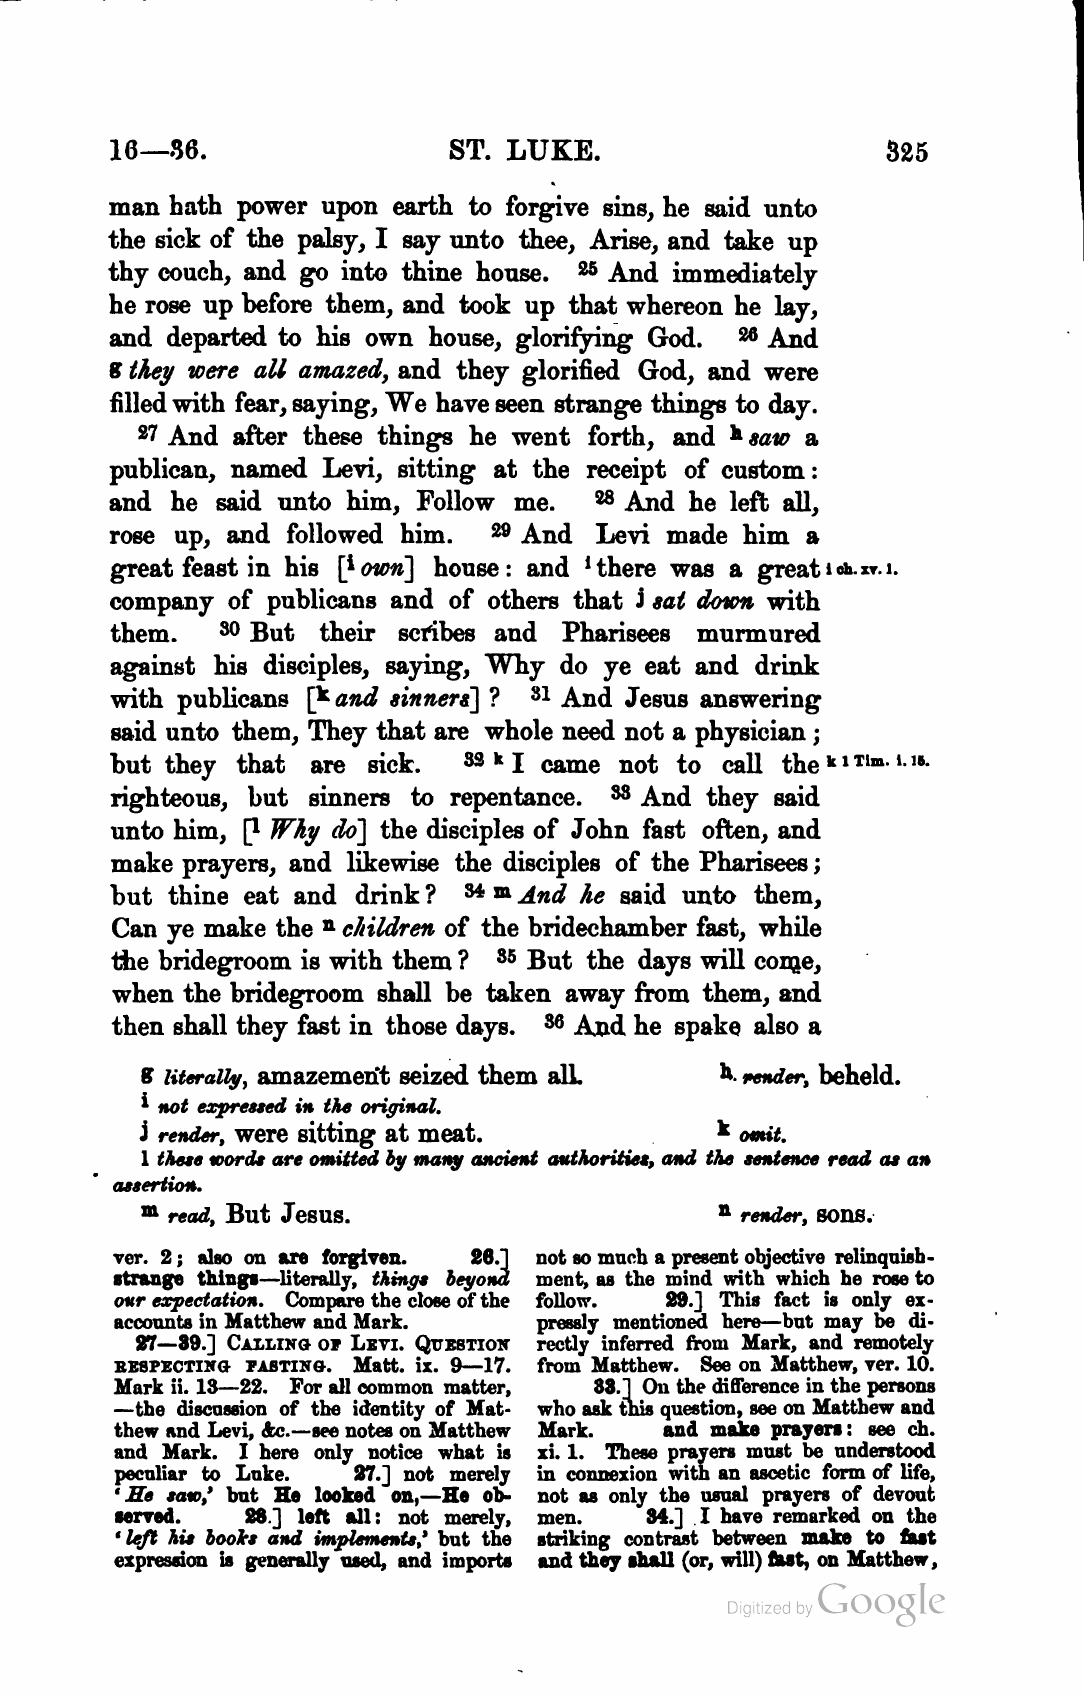 16—36. ST. LUKE. 325
man hath power upon earth to forgive sins, he said unto
the sick of the palsy, I say unto thee, Arise, and take up
thy couch, and go into thine house. 25 And immediately
he rose up before them, and took up that whereon he lay,
and departed to his own house, glorifying God. 26 And
g they were all amazed, and they glorified God, and were
filled with fear, saying, We have seen strange things to day.
27 And after these things he went forth, and h saw a
publican, named Levi, sitting at the receipt of custom:
and he said unto him, Follow me. 28 And he left all,
rose up, and followed him. 29 And Levi made him a
great feast in his [i own] house: and i there was a great i ch. xv. 1.
company of publicans and of others that j sat down with
them. 30 But their scribes and Pharisees murmured
against his disciples, saying, Why do ye eat and drink
with publicans [k and sinners]? 31 And Jesus answering
said unto them, They that are whole need not a physician;
but they that are sick. 32 k I came not to call the k 1 Tim. i. 15.
righteous, but sinners to repentance. 33 And they said
unto him, [l Why do] the disciples of John fast often, and
make prayers, and likewise the disciples of the Pharisees;
but thine eat and drink? 34 m And he said unto them,
Can ye make the n children of the bridechamber fast, while
the bridegroom is with them? 35 But the days will come,
when the bridegroom shall be taken away from them, and
then shall they fast in those days. 36 And he spake also a
g literally, amazement seized them all. h render, beheld.
i not expressed in the original.
j render, were sitting at meat. k omit.
l these words are omitted by many ancient authorities, and the sentence read as an
assertion.
m read, But Jesus. n render, sons.
ver. 2; also on are forgiven. 26.]
strange things—literally, things beyond
our expectation. Compare the close of the
accounts in Matthew and Mark.
27—39.] CALLING OF LEVI. QUESTION
RESPECTING FASTING. Matt. ix. 9—17.
Mark ii. 13—22. For all common matter,
—the discussion of the identity of Mat-
thew and Levi, &c.—see notes on Matthew
and Mark. I here only notice what is
peculiar to Luke. 27.] not merely
'He saw,' but He looked on,—He ob-
served. 28.] left all: not merely,
'left his books and implements,' but the
expression is generally used, and imports
not so much a present objective relinquish-
ment, as the mind with which he rose to
follow. 29.] This fact is only ex-
pressly mentioned here—but may be di-
rectly inferred from Mark, and remotely
from Matthew. See on Matthew, ver. 10.
33.] On the difference in the persons
who ask this question, see on Matthew and
Mark. and make prayers: see ch.
xi. 1. These prayers must be understood
in connexion with an ascetic form of life,
not as only the usual prayers of devout
men. 34.] I have remarked on the
striking contrast between make to fast
and they shall (or, will) fast, on Matthew,
Digitized by Google